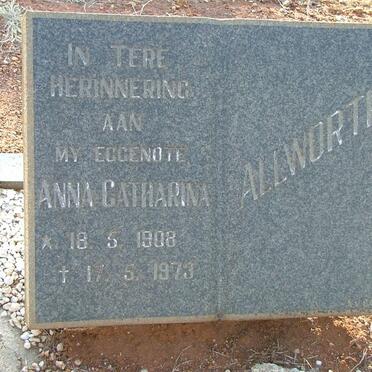 IN TERE
HERINNERING
AAN
MY EGGENOTE
ANNA CATHARINA
★ 18. 5. 1908
† 17. 5. 1973
ALLWORTH